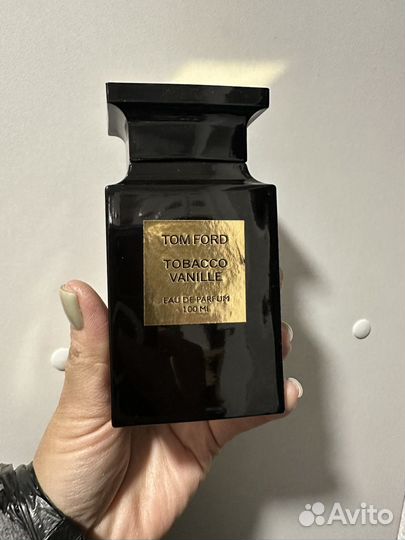 TOM FORD
TOBACCO
VANILLE
EAU DE PARFUM
100 ML
Avito